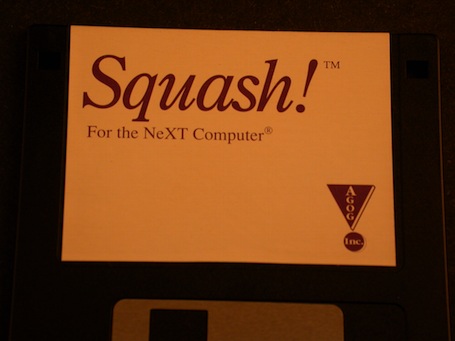 Squash!™
For the NeXT Computer®
AGOG
Inc.